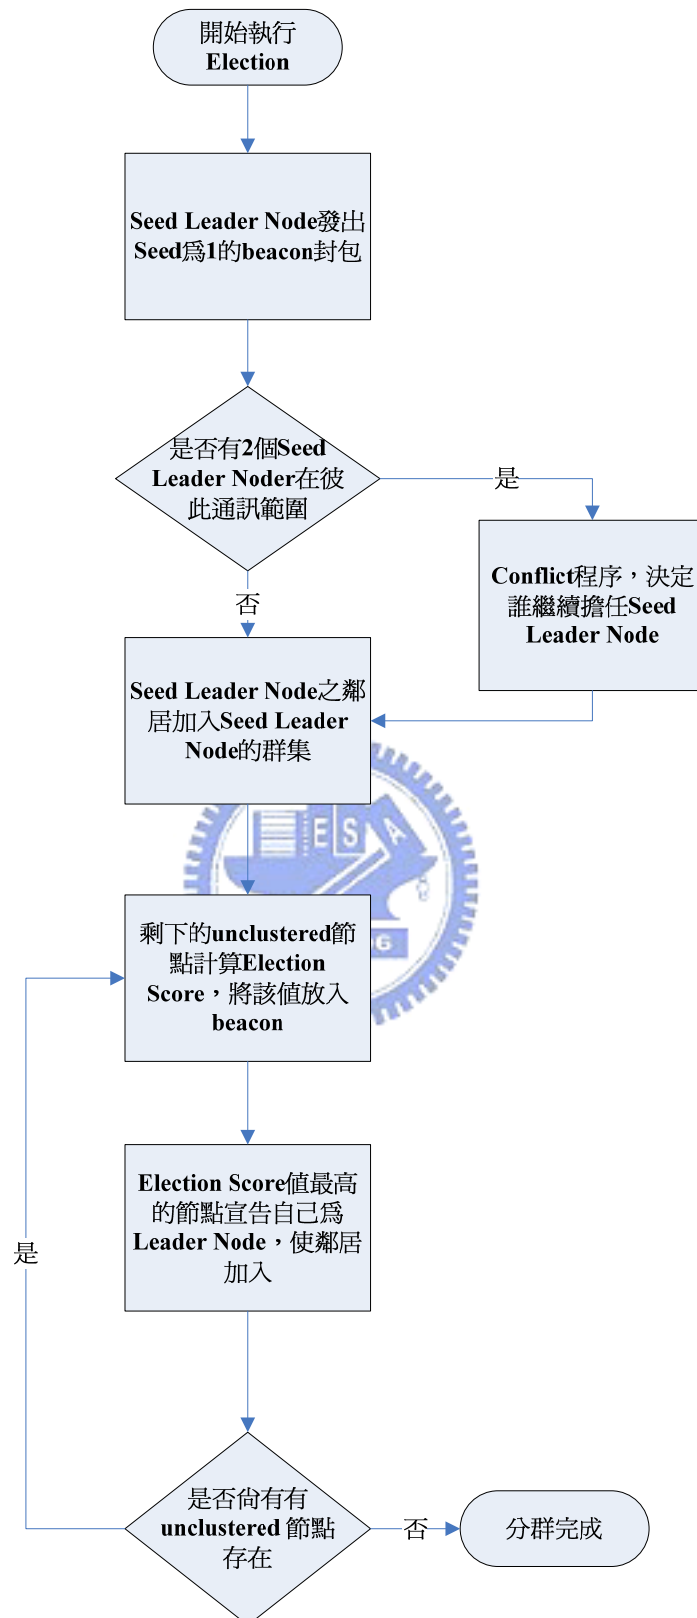 開始執行
Election
Seed Leader Node發出
Seed為1的beacon封包
是否有2個Seed
Leader Noder在彼
此通訊範圍
是
Conflict程序，決定
誰繼續擔任Seed
Leader Node
否
Seed Leader Node之鄰
居加入Seed Leader
Node的群集
E S A
96
剩下的unclustered節
點計算Election
Score，將該值放入
beacon
Election Score值最高
的節點宣告自己為
Leader Node，使鄰居
加入
是
是否尙有有
unclustered 節點
存在
否
分群完成